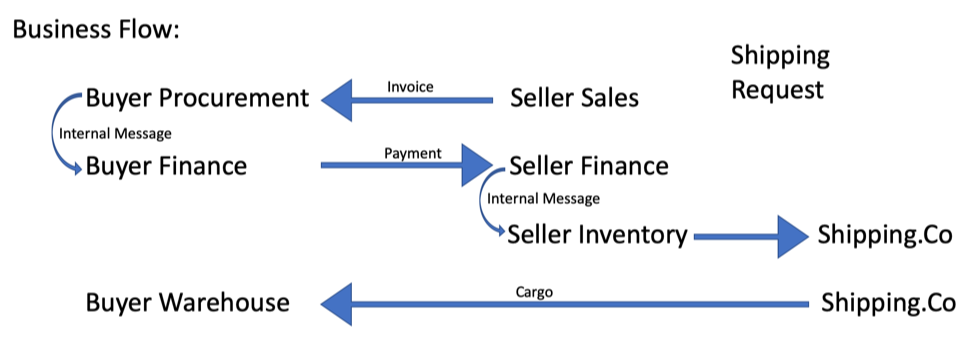 Business Flow:
Shipping
Request
Invoice
Buyer Procurement
Seller Sales
Internal Message
Payment
Buyer Finance
Seller Finance
Internal Message
Seller Inventory
Shipping.Co
Cargo
Buyer Warehouse
Shipping.Co